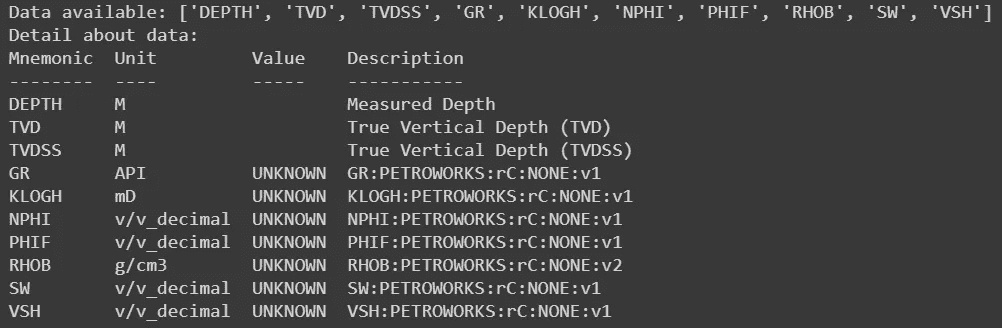 Data available: ['DEPTH', 'TVD', 'TVDSS', 'GR', 'KLOGH', 'NPHI', 'PHIF', 'RHOB', 'SW', 'VSH']
Detail about data:
Mnemonic  Unit        Value    Description
--------  ----        -----    -----------
DEPTH     M                    Measured Depth
TVD       M                    True Vertical Depth (TVD)
TVDSS     M                    True Vertical Depth (TVDSS)
GR        API         UNKNOWN  GR:PETROWORKS:rC:NONE:v1
KLOGH     mD          UNKNOWN  KLOGH:PETROWORKS:rC:NONE:v1
NPHI      v/v_decimal  UNKNOWN  NPHI:PETROWORKS:rC:NONE:v1
PHIF      v/v_decimal  UNKNOWN  PHIF:PETROWORKS:rC:NONE:v1
RHOB      g/cm3       UNKNOWN  RHOB:PETROWORKS:rC:NONE:v2
SW        v/v_decimal  UNKNOWN  SW:PETROWORKS:rC:NONE:v1
VSH       v/v_decimal  UNKNOWN  VSH:PETROWORKS:rC:NONE:v1